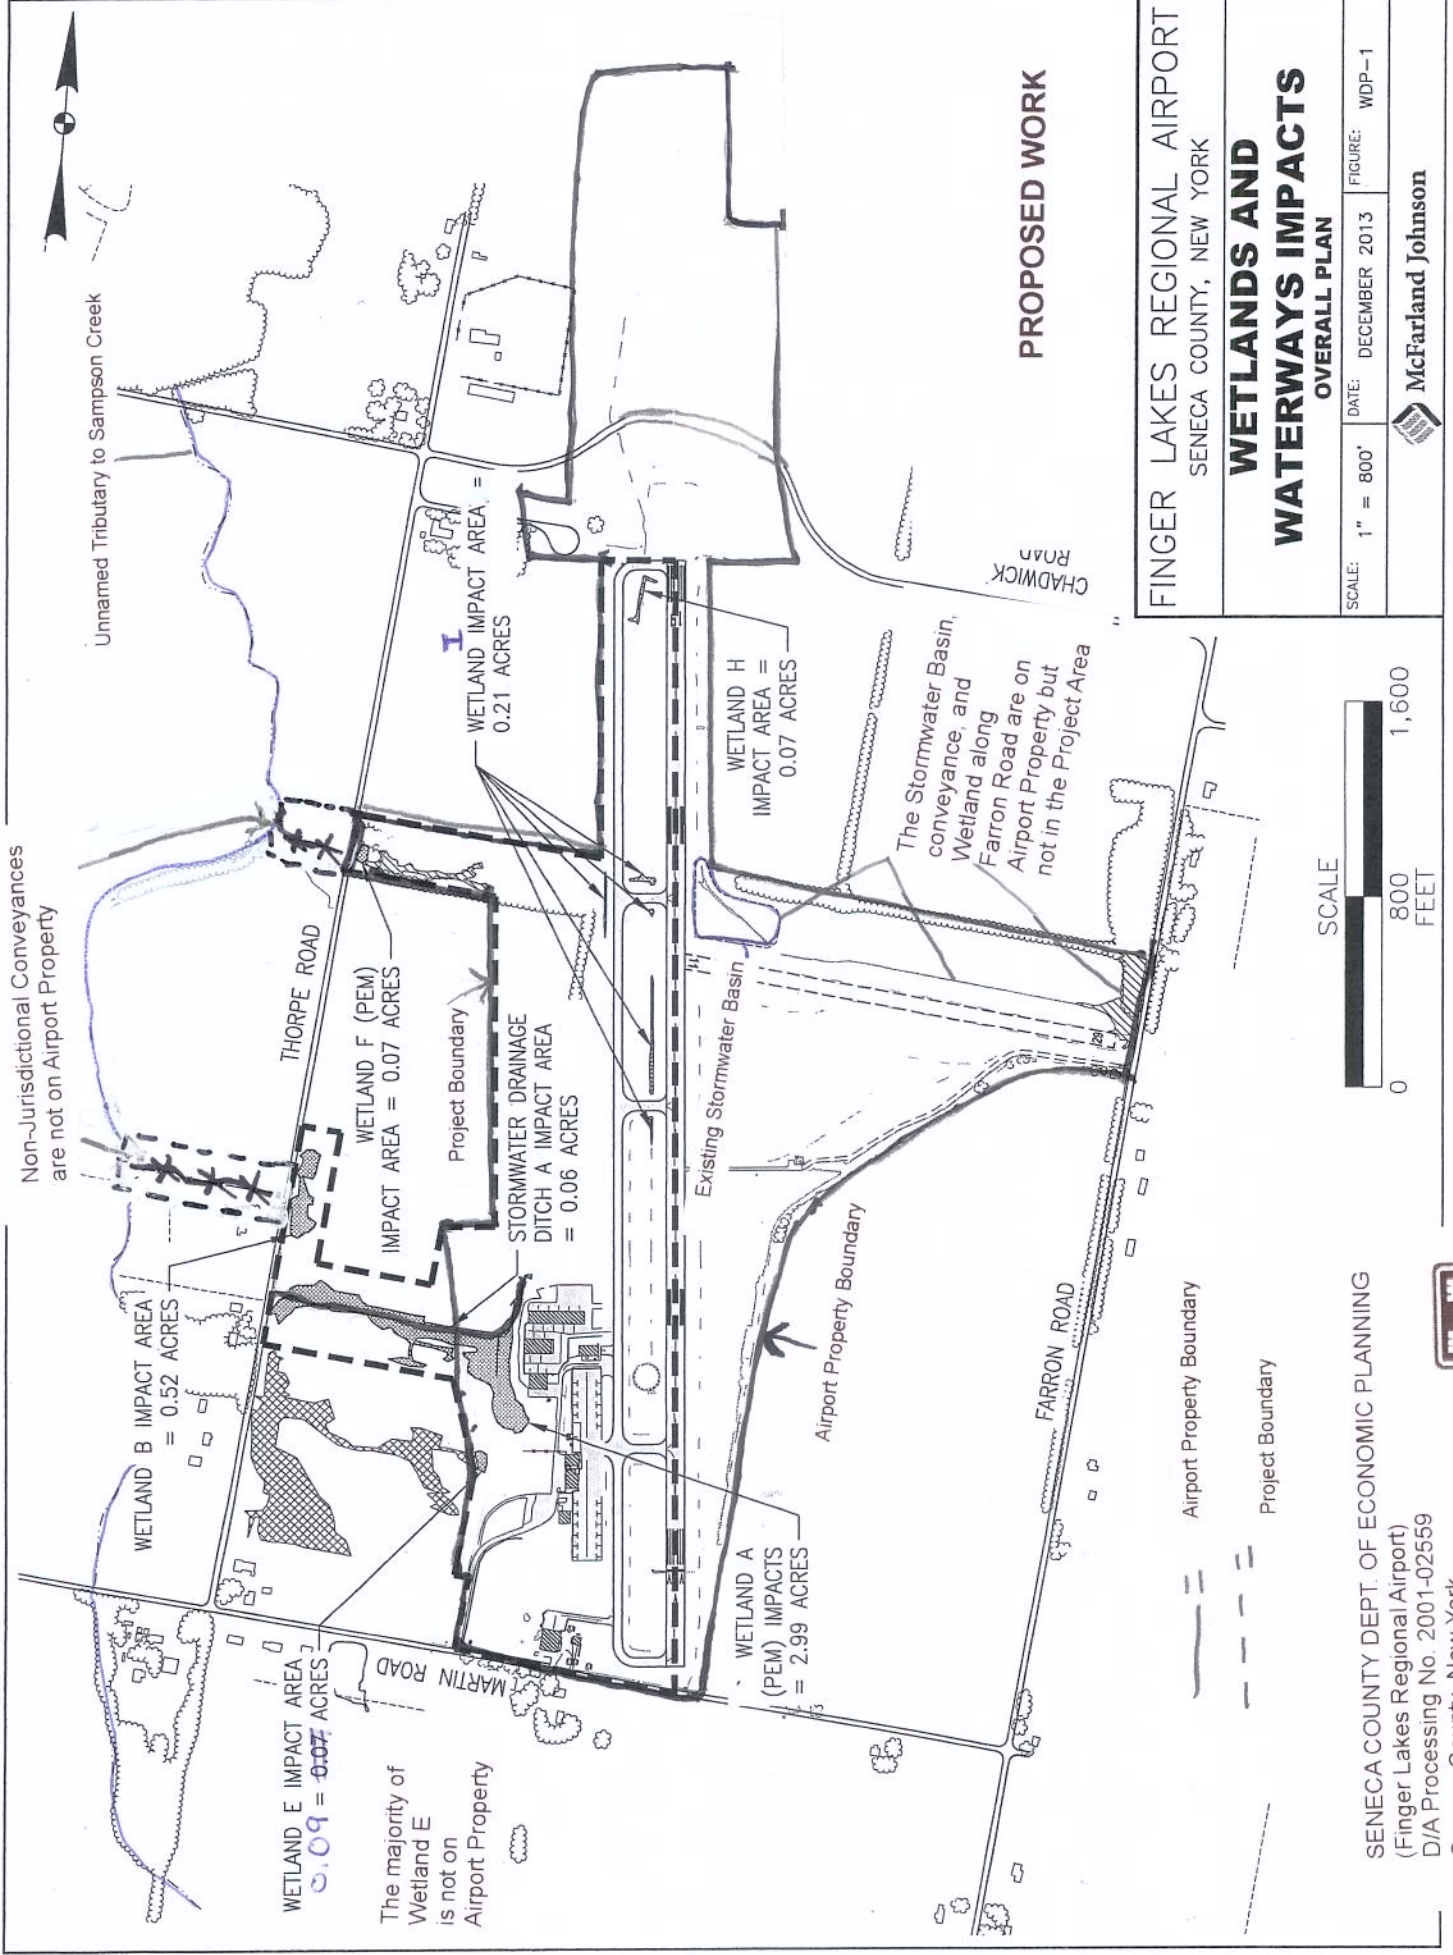 Non-Jurisdictional Conveyances
are not on Airport Property
Unnamed Tributary to Sampson Creek
WETLAND B IMPACT AREA
= 0.52 ACRES
THORPE ROAD
WETLAND F (PEM)
IMPACT AREA = 0.07 ACRES
Project Boundary
STORMWATER DRAINAGE
DITCH A IMPACT AREA
= 0.06 ACRES
I
WETLAND IMPACT AREA =
0.21 ACRES
WETLAND E IMPACT AREA
0.09 = 0.07 ACRES
MARTIN ROAD
The majority of
Wetland E
is not on
Airport Property
WETLAND A
(PEM) IMPACTS
= 2.99 ACRES
Existing Stormwater Basin
11
29
Airport Property Boundary
WETLAND H
IMPACT AREA =
0.07 ACRES
The Stormwater Basin,
conveyance, and
Wetland along
Farron Road are on
Airport Property but
not in the Project Area
CHADWICK
ROAD
FARRON ROAD
PROPOSED WORK
Airport Property Boundary
Project Boundary
SCALE
0 800 1,600
FEET
SENECA COUNTY DEPT. OF ECONOMIC PLANNING
(Finger Lakes Regional Airport)
D/A Processing No. 2001-02559
FINGER LAKES REGIONAL AIRPORT
SENECA COUNTY, NEW YORK
WETLANDS AND
WATERWAYS IMPACTS
OVERALL PLAN
SCALE: 1" = 800' DATE: DECEMBER 2013 FIGURE: WDP-1
McFarland Johnson